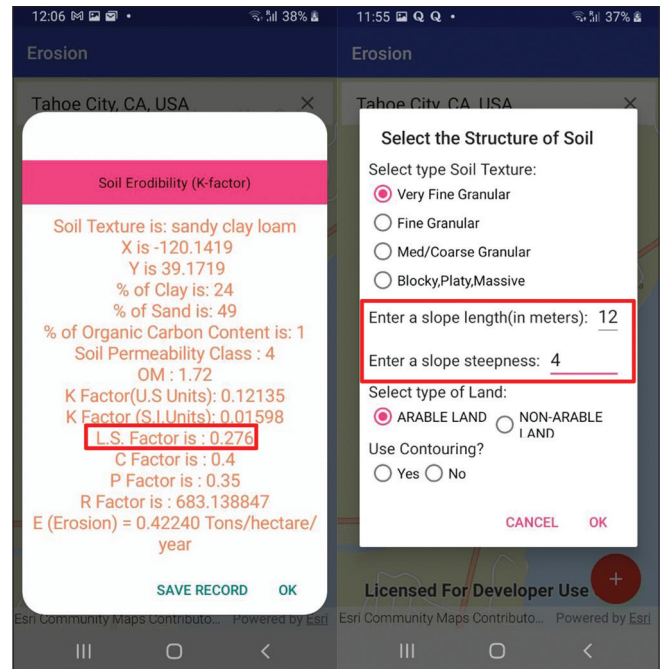 12:06
38%
Erosion
Tahoe City, CA, USA
Soil Erodibility (K-factor)
Soil Texture is: sandy clay loam
X is -120.1419
Y is 39.1719
% of Clay is: 24
% of Sand is: 49
% of Organic Carbon Content is: 1
Soil Permeability Class : 4
OM : 1.72
K Factor(U.S Units): 0.12135
K Factor (S.I.Units): 0.01598
L.S. Factor is : 0.276
C Factor is : 0.4
P Factor is : 0.35
R Factor is : 683.138847
E (Erosion) = 0.42240 Tons/hectare/
year
SAVE RECORD OK
Esri Community Maps Contributo... Powered by Esri
11:55 Q Q
37%
Erosion
Tahoe City, CA, USA
Select the Structure of Soil
Select type Soil Texture:
Very Fine Granular
Fine Granular
Med/Coarse Granular
Blocky,Platy,Massive
Enter a slope length(in meters): 12
Enter a slope steepness: 4
Select type of Land:
ARABLE LAND NON-ARABLE
LAND
Use Contouring?
Yes No
CANCEL OK
Licensed For Developer Use
Esri Community Maps Contributo... Powered by Esri